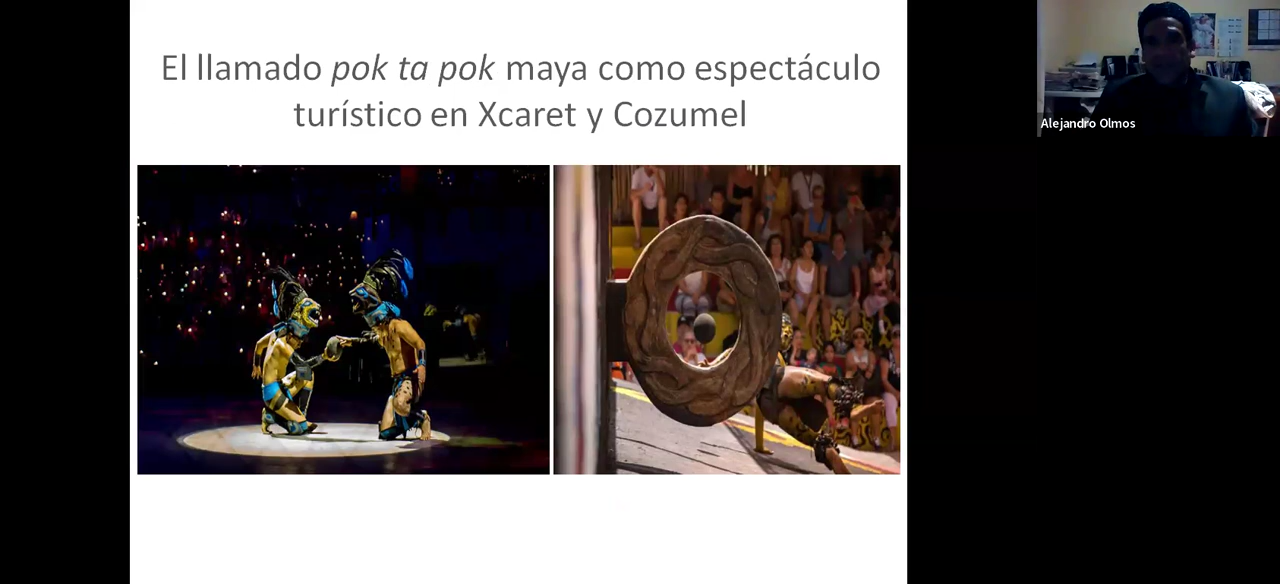 El llamado pok ta pok maya como espectáculo
turístico en Xcaret y Cozumel
Alejandro Olmos